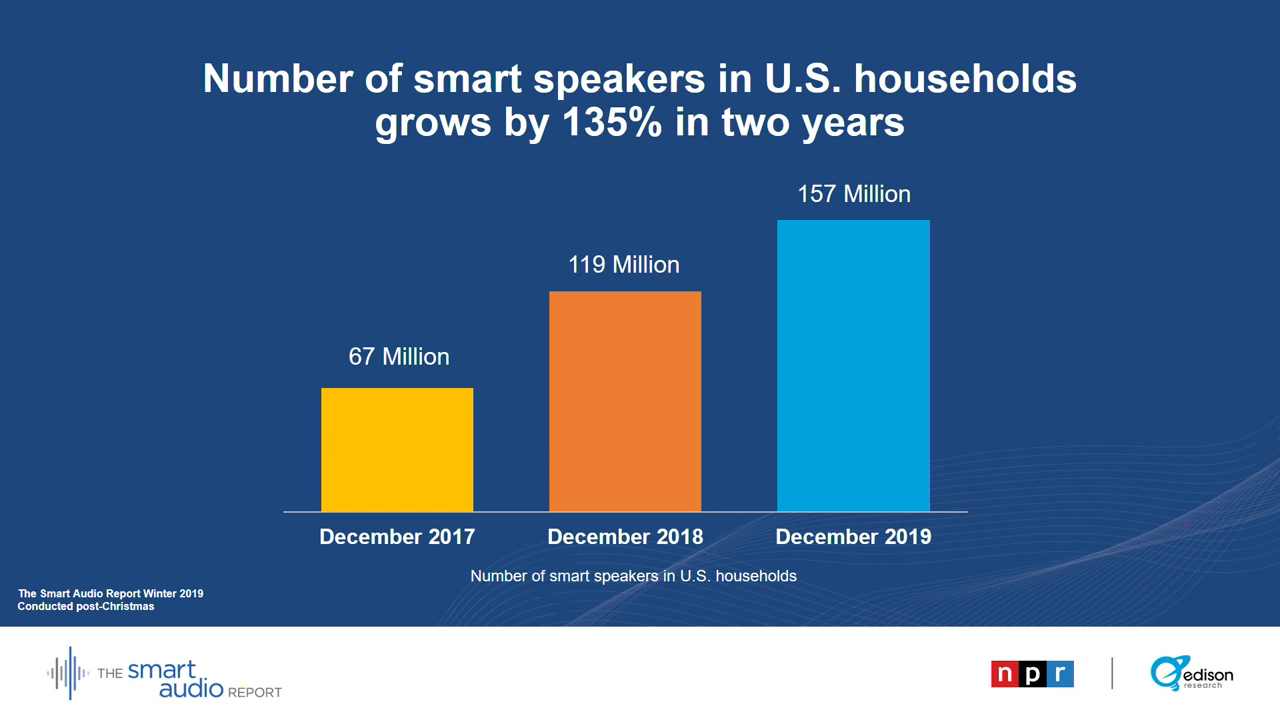 Number of smart speakers in U.S. households
grows by 135% in two years
157 Million
119 Million
67 Million
December 2017 December 2018 December 2019
Number of smart speakers in U.S. households
The Smart Audio Report Winter 2019
Conducted post-Christmas
THE smart
audio REPORT
npr
edison
research